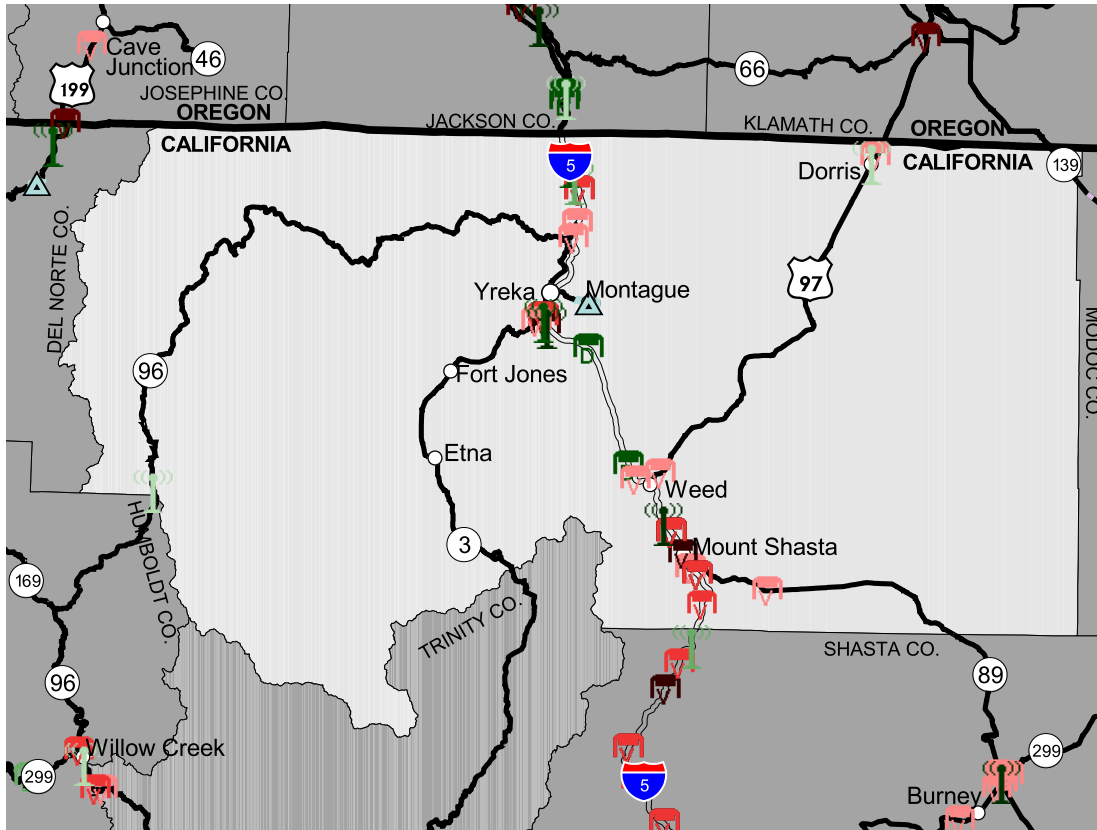 Cave
Junction
46
199
JOSEPHINE CO.
OREGON
66
JACKSON CO.
KLAMATH CO.
OREGON
CALIFORNIA
CALIFORNIA
5
Dorris
139
DEL NORTE CO.
Yreka
Montague
97
MODOC CO.
D
96
Fort Jones
Etna
Weed
HUMBOLDT CO.
3
Mount Shasta
169
TRINITY CO.
SHASTA CO.
96
89
Willow Creek
299
299
5
Burney